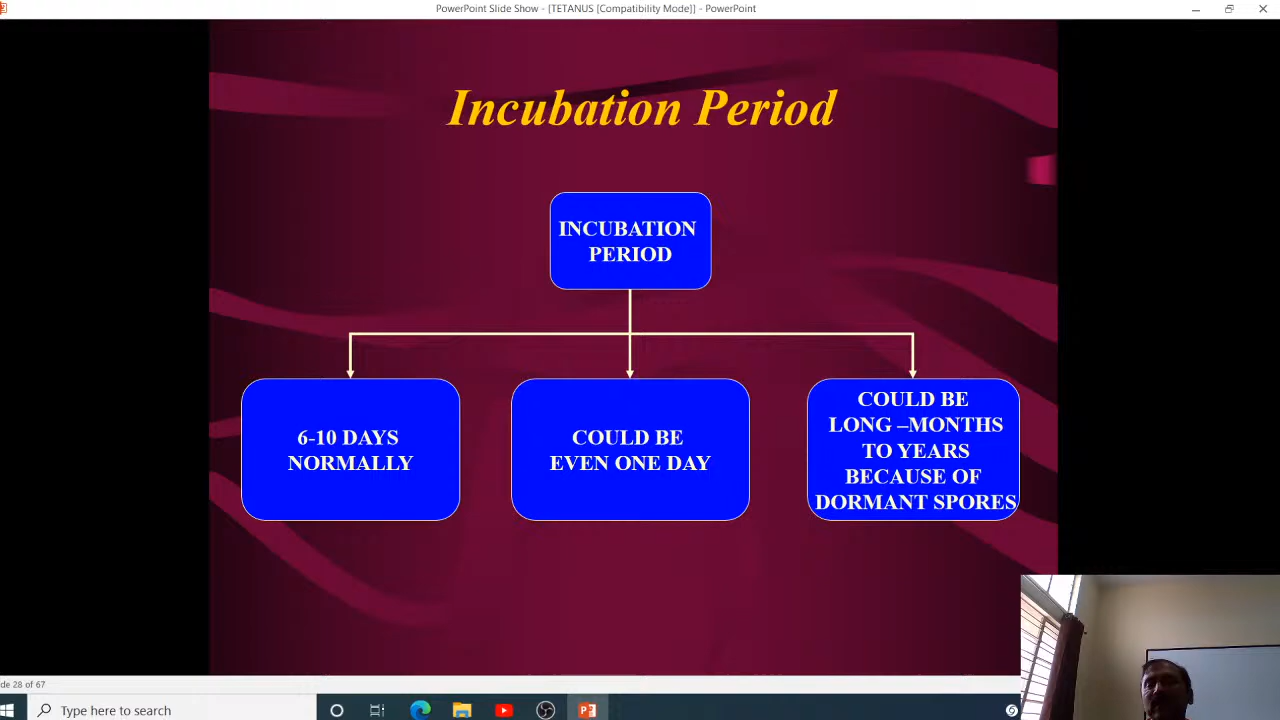 PowerPoint Slide Show - [TETANUS [Compatibility Mode]] - PowerPoint
Incubation Period
INCUBATION
PERIOD
6-10 DAYS
NORMALLY
COULD BE
EVEN ONE DAY
COULD BE
LONG –MONTHS
TO YEARS
BECAUSE OF
DORMANT SPORES
de 28 of 67
Type here to search